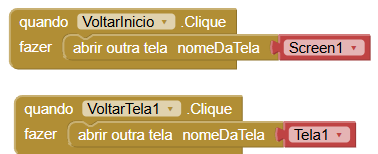 quando VoltarInicio .Clique
fazer abrir outra tela nomeDaTela Screen1
quando VoltarTela1 .Clique
fazer abrir outra tela nomeDaTela Tela1